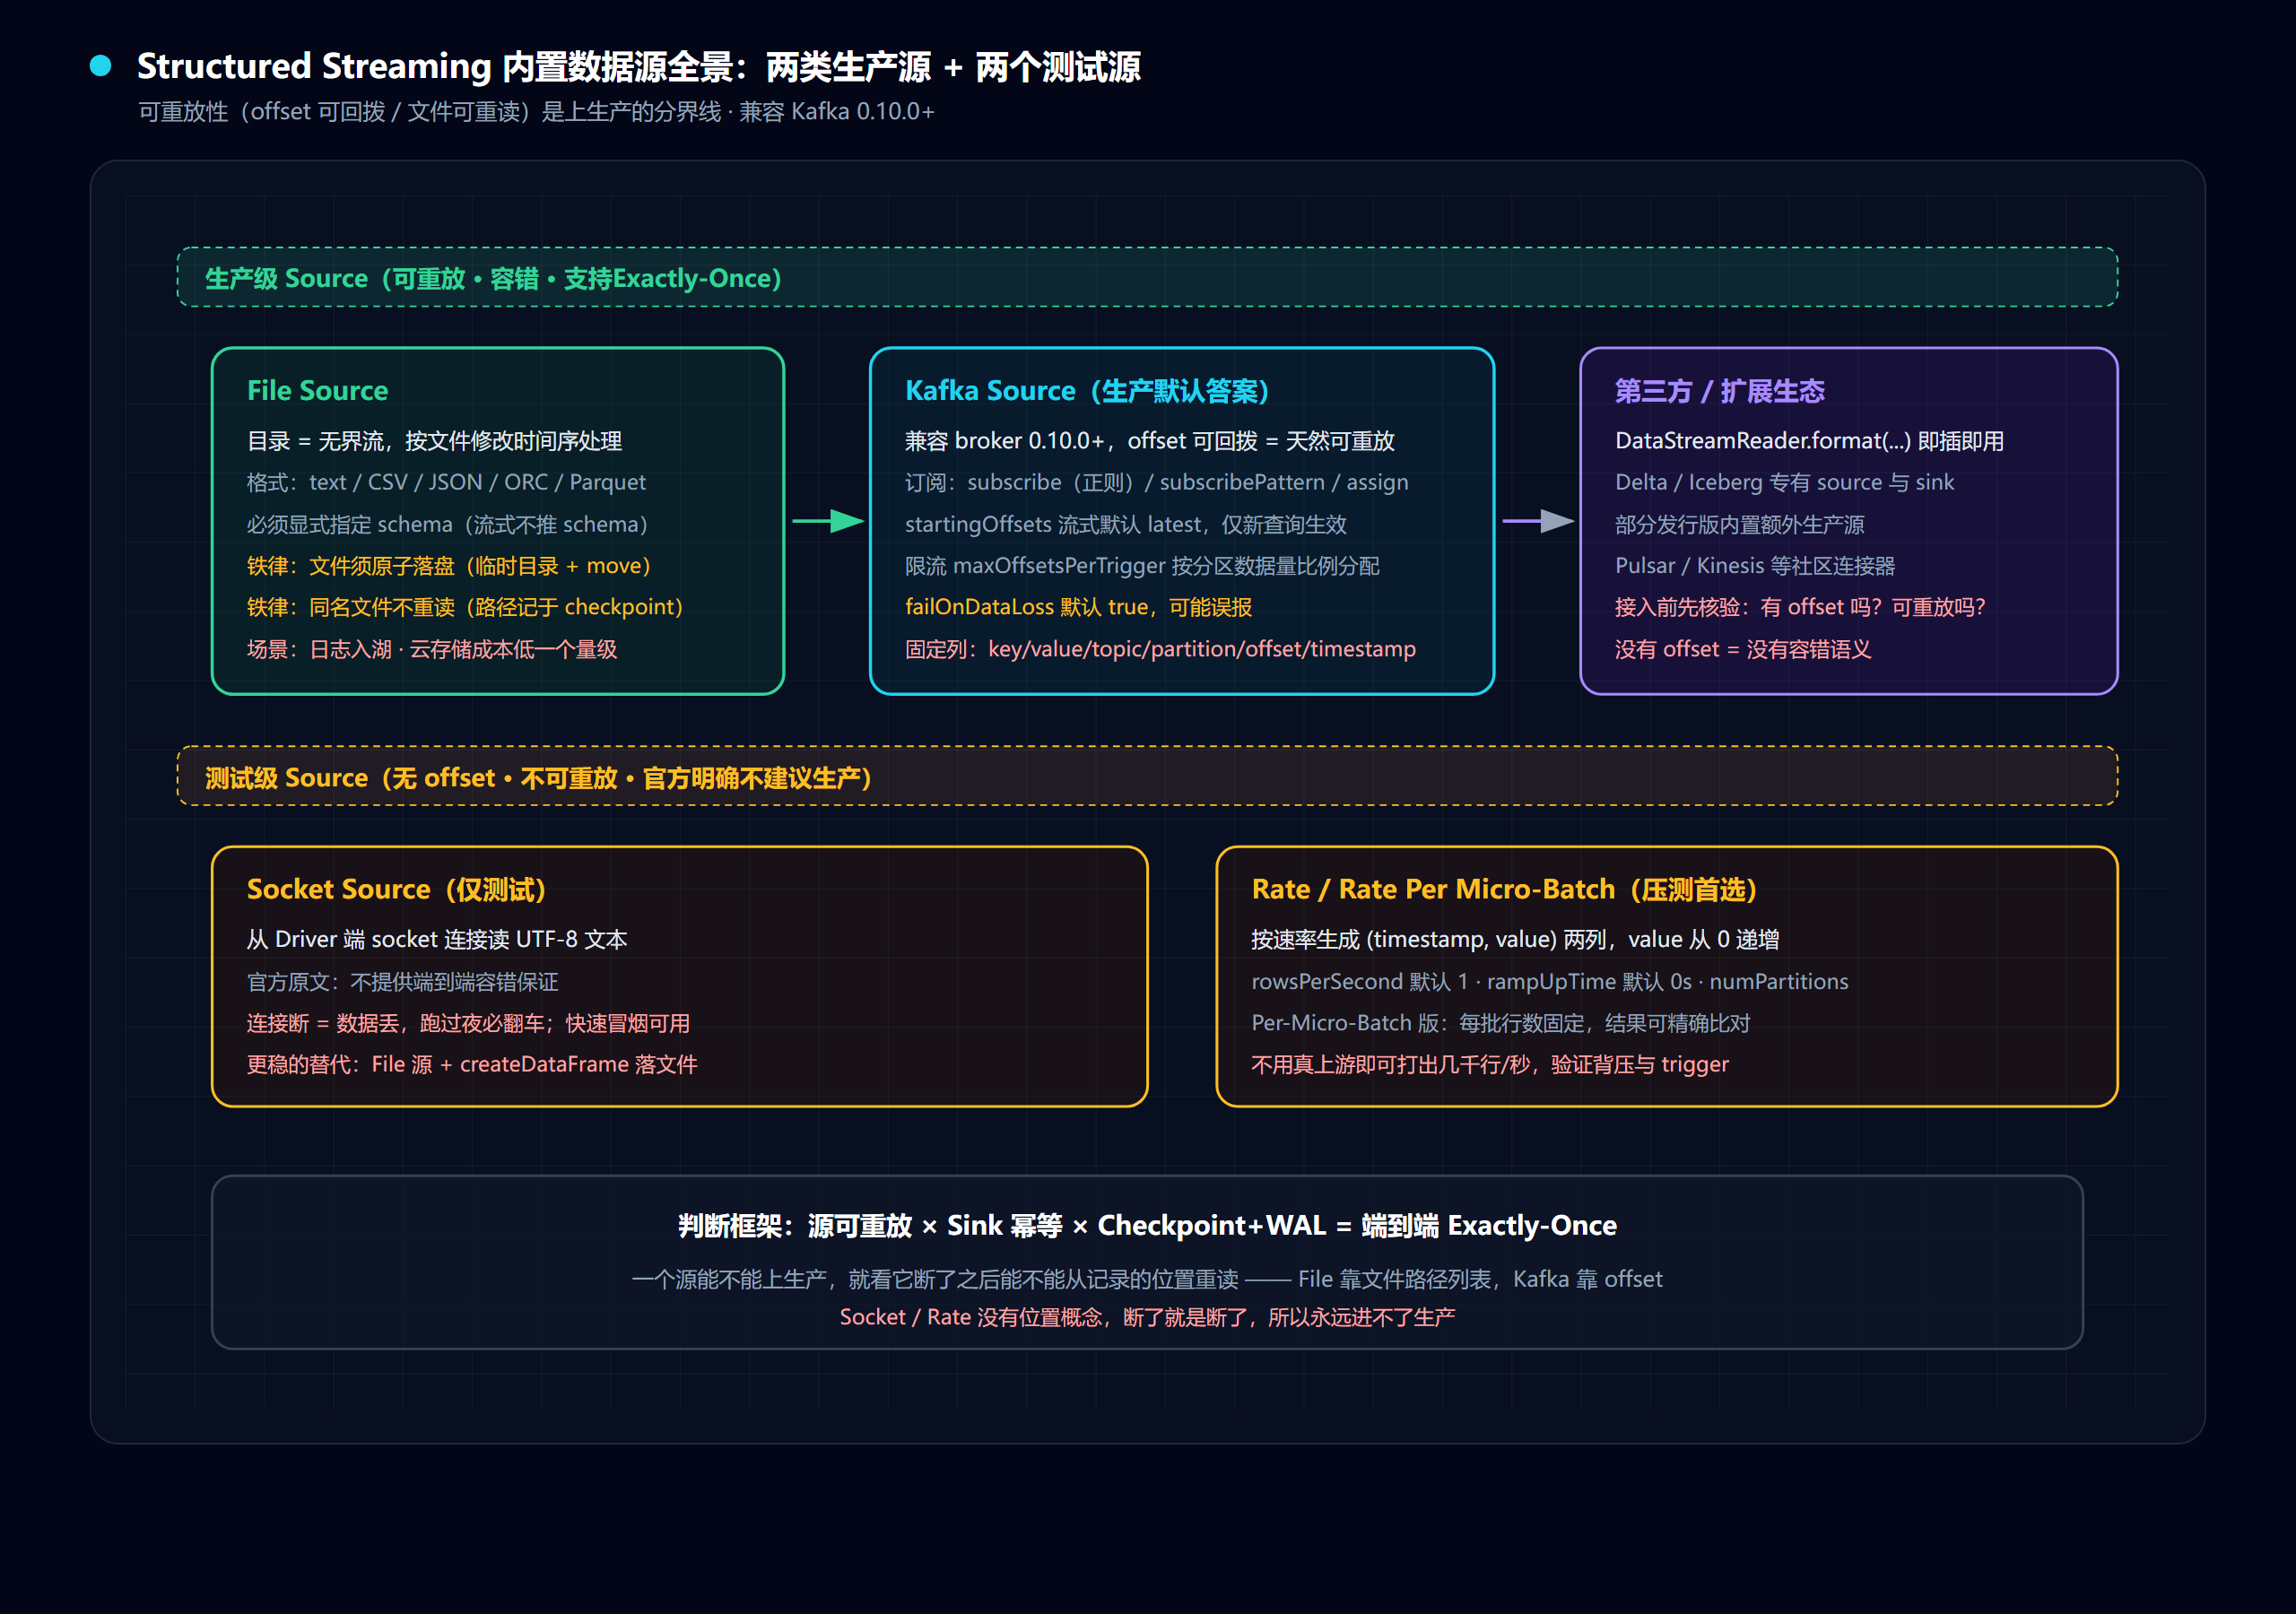 Structured Streaming 内置数据源全景：两类生产源 + 两个测试源
可重放性（offset 可回拨 / 文件可重读）是上生产的分界线 · 兼容 Kafka 0.10.0+
生产级 Source（可重放 • 容错 • 支持Exactly-Once）
File Source
目录 = 无界流，按文件修改时间序处理
格式：text / CSV / JSON / ORC / Parquet
必须显式指定 schema（流式不推 schema）
铁律：文件须原子落盘（临时目录 + move）
铁律：同名文件不重读（路径记于 checkpoint）
场景：日志入湖 · 云存储成本低一个量级
Kafka Source（生产默认答案）
兼容 broker 0.10.0+，offset 可回拨 = 天然可重放
订阅：subscribe（正则）/ subscribePattern / assign
startingOffsets 流式默认 latest，仅新查询生效
限流 maxOffsetsPerTrigger 按分区数据量比例分配
failOnDataLoss 默认 true，可能误报
固定列：key/value/topic/partition/offset/timestamp
第三方 / 扩展生态
DataStreamReader.format(...) 即插即用
Delta / Iceberg 专有 source 与 sink
部分发行版内置额外生产源
Pulsar / Kinesis 等社区连接器
接入前先核验：有 offset 吗？可重放吗？
没有 offset = 没有容错语义
测试级 Source（无 offset • 不可重放 • 官方明确不建议生产）
Socket Source（仅测试）
从 Driver 端 socket 连接读 UTF-8 文本
官方原文：不提供端到端容错保证
连接断 = 数据丢，跑过夜必翻车；快速冒烟可用
更稳的替代：File 源 + createDataFrame 落文件
Rate / Rate Per Micro-Batch（压测首选）
按速率生成 (timestamp, value) 两列，value 从 0 递增
rowsPerSecond 默认 1 · rampUpTime 默认 0s · numPartitions
Per-Micro-Batch 版：每批行数固定，结果可精确比对
不用真上游即可打出几千行/秒，验证背压与 trigger
判断框架：源可重放 × Sink 幂等 × Checkpoint+WAL = 端到端 Exactly-Once
一个源能不能上生产，就看它断了之后能不能从记录的位置重读 —— File 靠文件路径列表，Kafka 靠 offset
Socket / Rate 没有位置概念，断了就是断了，所以永远进不了生产